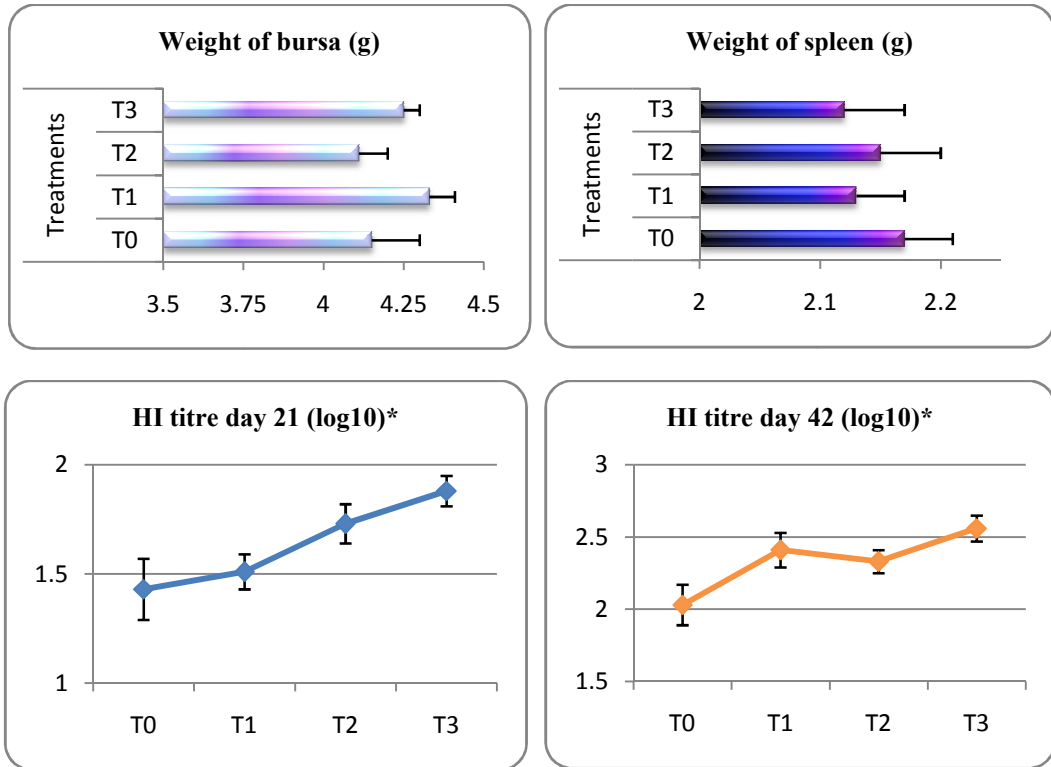 Weight of bursa (g)
Treatments
T3
T2
T1
T0
3.5 3.75 4 4.25 4.5
Weight of spleen (g)
Treatments
T3
T2
T1
T0
2 2.1 2.2
HI titre day 21 (log10)*
2
1.5
1
T0 T1 T2 T3
HI titre day 42 (log10)*
3
2.5
2
1.5
T0 T1 T2 T3